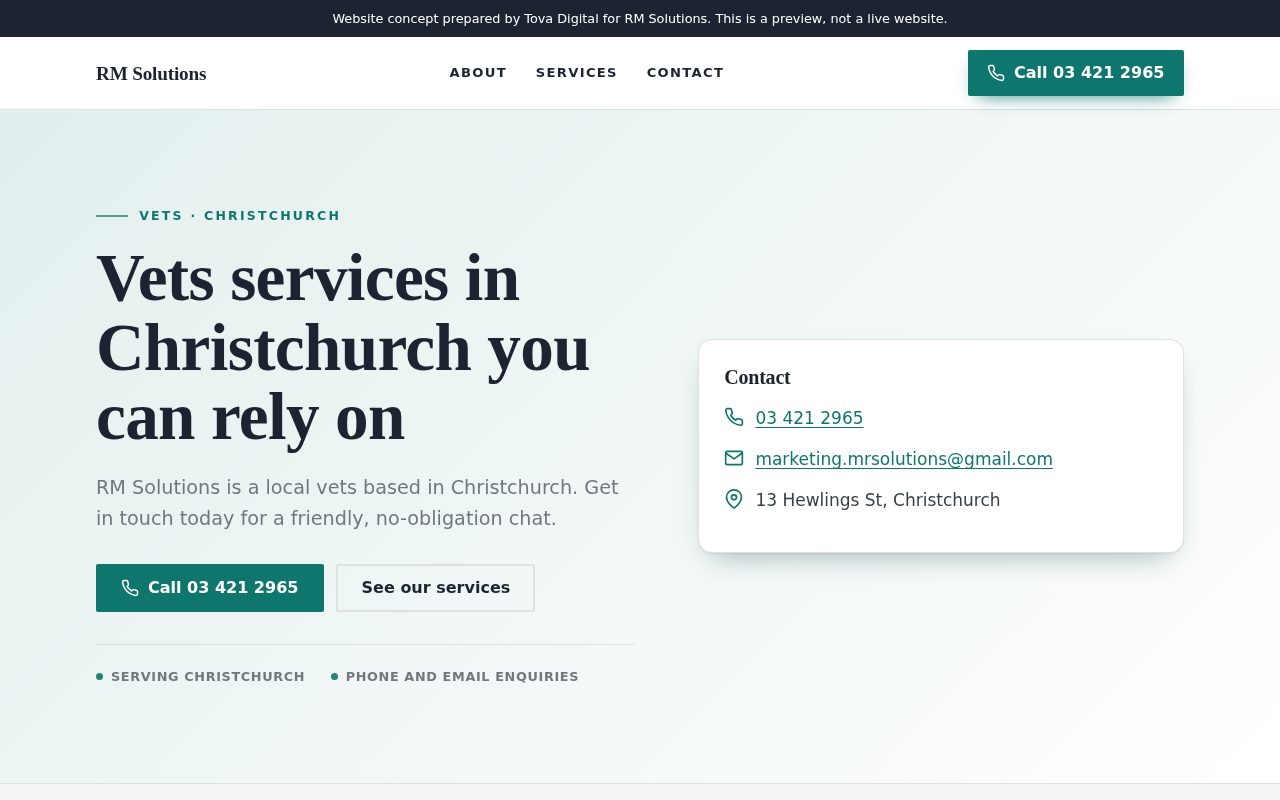 Website concept prepared by Tova Digital for RM Solutions. This is a preview, not a live website.
RM Solutions
ABOUT SERVICES CONTACT
Call 03 421 2965
VETS · CHRISTCHURCH
Vets services in
Christchurch you
can rely on
RM Solutions is a local vets based in Christchurch. Get
in touch today for a friendly, no-obligation chat.
Call 03 421 2965
See our services
SERVING CHRISTCHURCH
PHONE AND EMAIL ENQUIRIES
Contact
03 421 2965
marketing.mrsolutions@gmail.com
13 Hewlings St, Christchurch